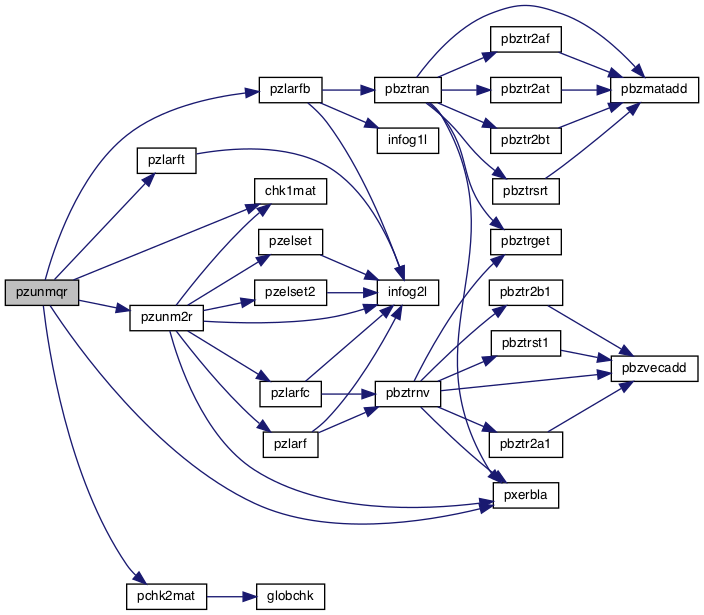 pbztr2af
pbzlarfb
pbztran
pbztr2at
pbzmatadd
infog1l
pbztr2bt
pzlarft
chk1mat
pbztrsrt
pzelset
pbztrget
pzunmqr
pzelset2
infog2l
pbztr2b1
pzunm2r
pbztrst1
pbzvecadd
pzlarfc
pbztrnv
pzlarf
pbztr2a1
pxerbla
pchk2mat
globchk